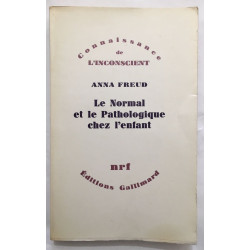 Connaissance
de
L'INCONSCIENT
ANNA FREUD
Le Normal
et le Pathologique
chez l'enfant
nrf
Éditions Gallimard